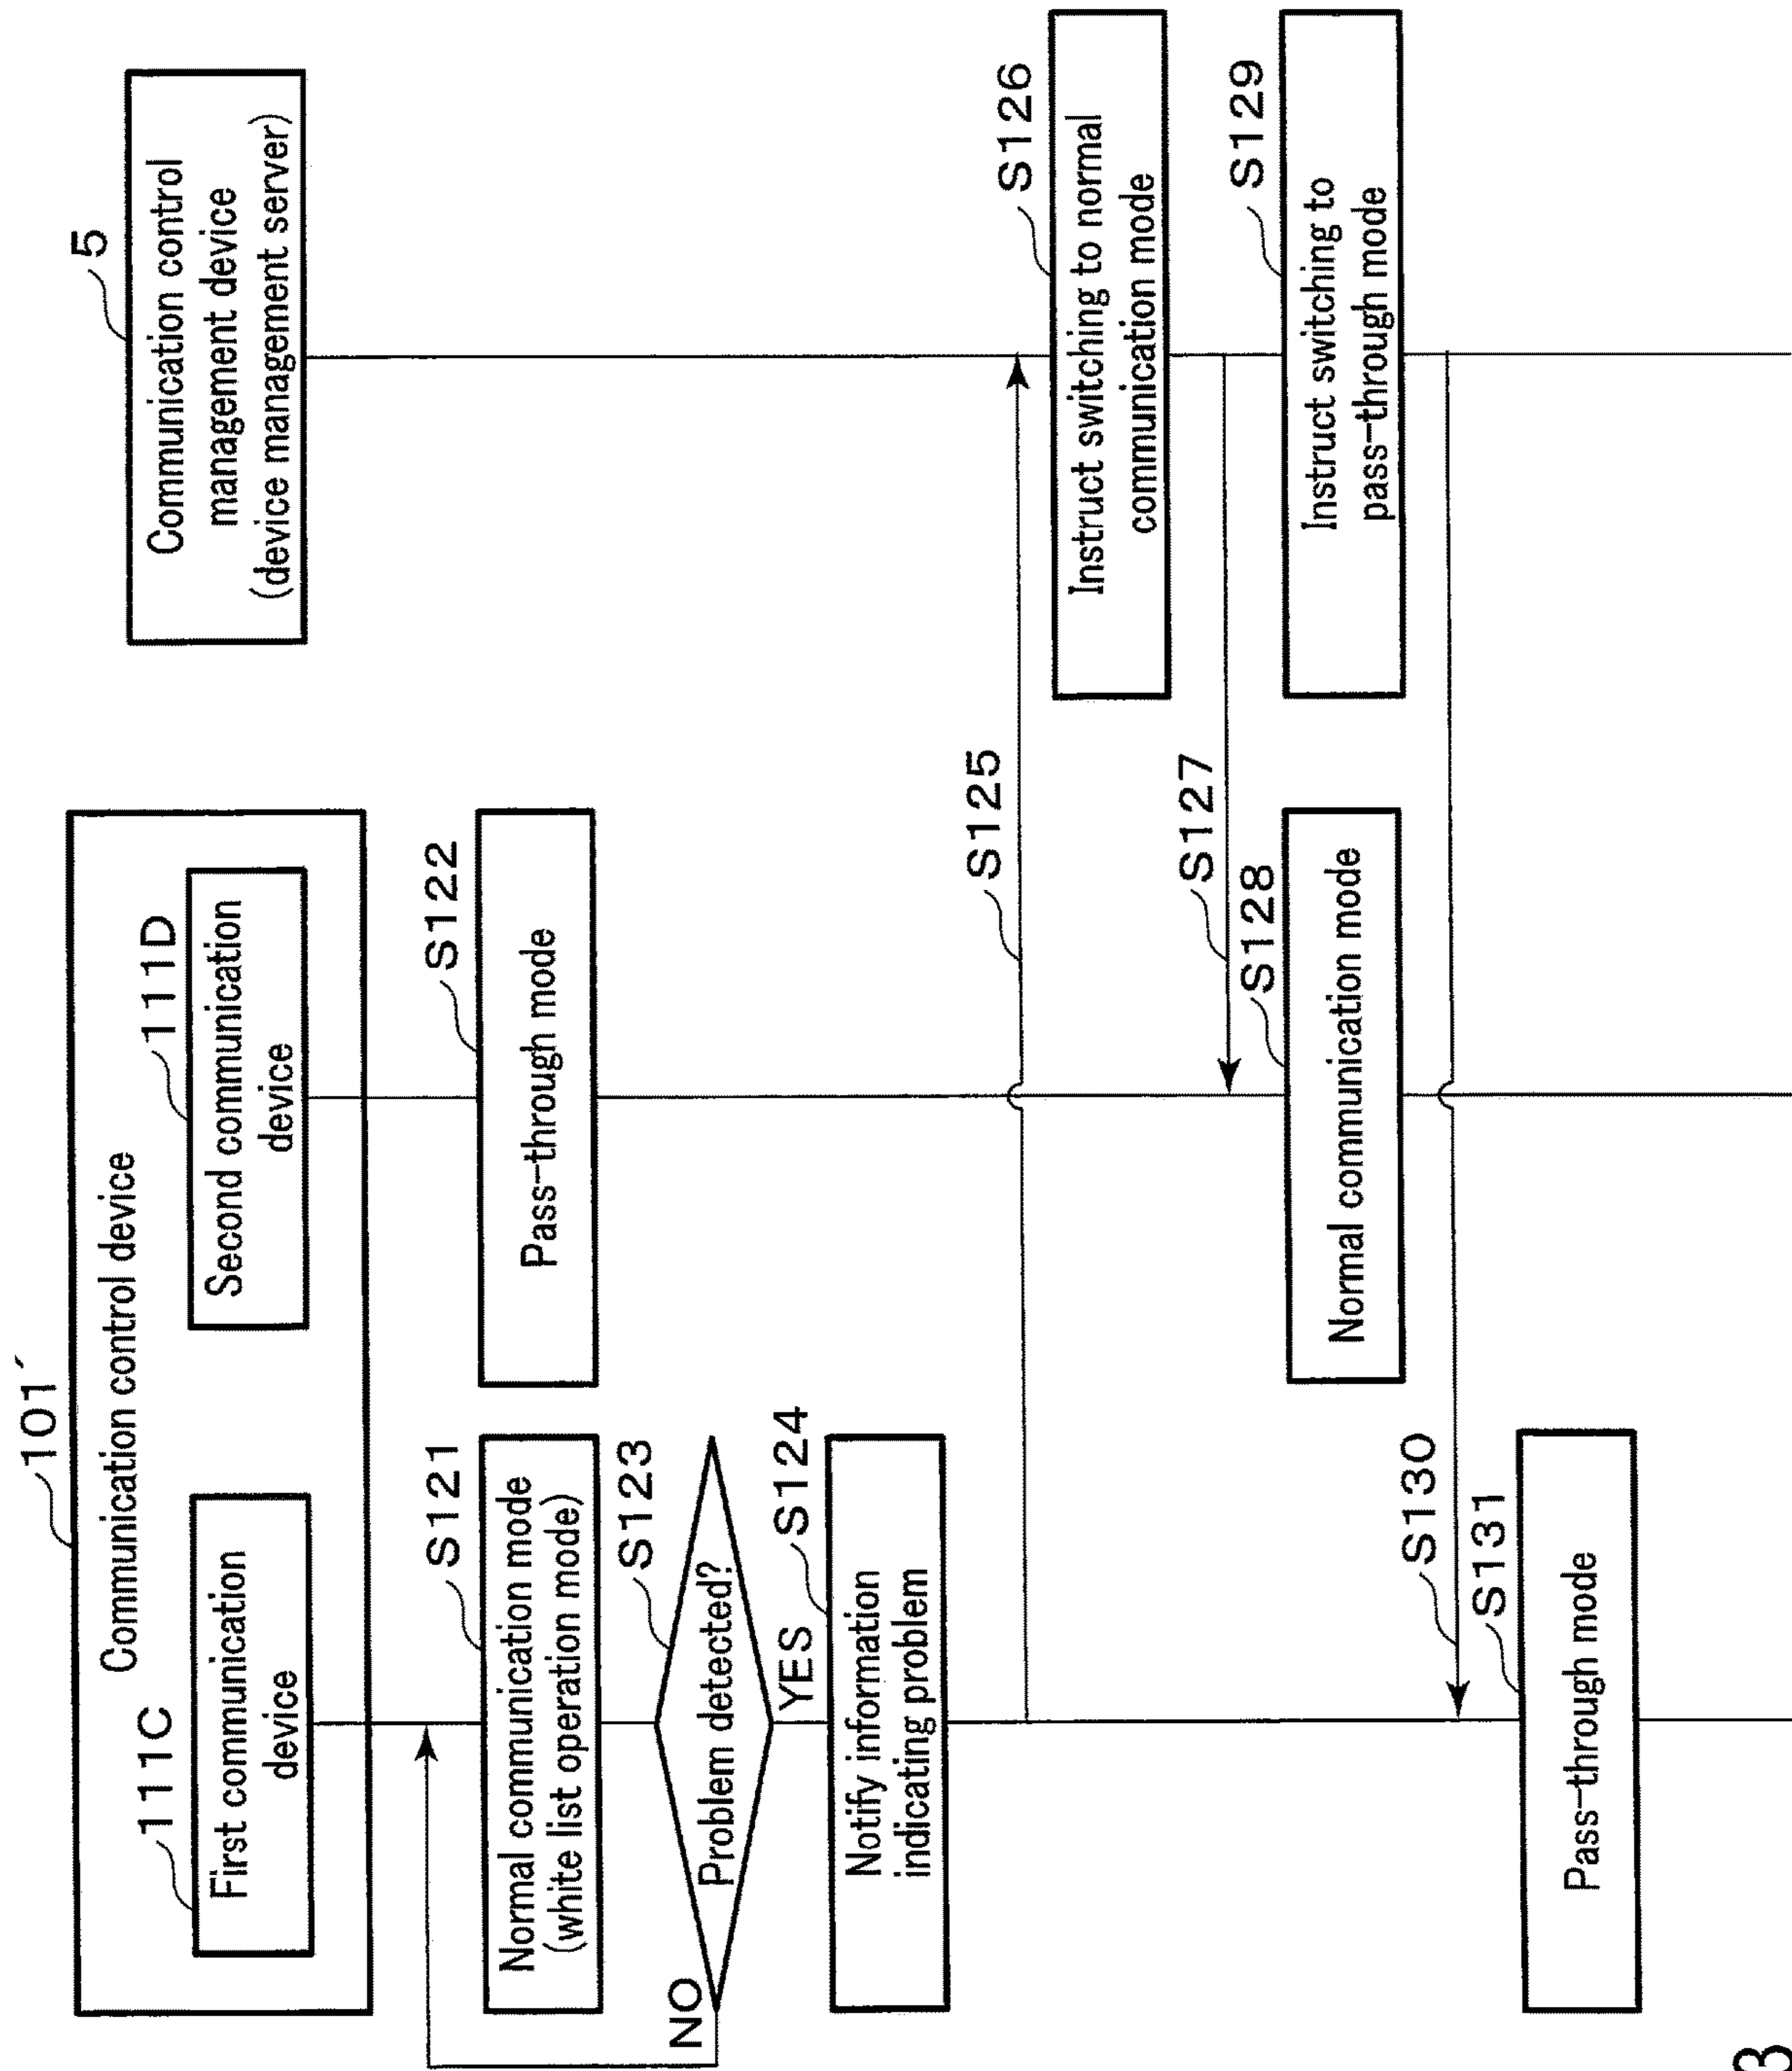 101´
Communication control device
111C
First communication
device
111D
Second communication
device
5
Communication control
management device
(device management server)
S121
Normal communication mode
(white list operation mode)
S122
Pass-through mode
S123
Problem detected?
NO
YES
S124
Notify information
indicating problem
S125
S126
Instruct switching to normal
communication mode
S127
S128
Normal communication mode
S129
Instruct switching to
pass-through mode
S130
S131
Pass-through mode